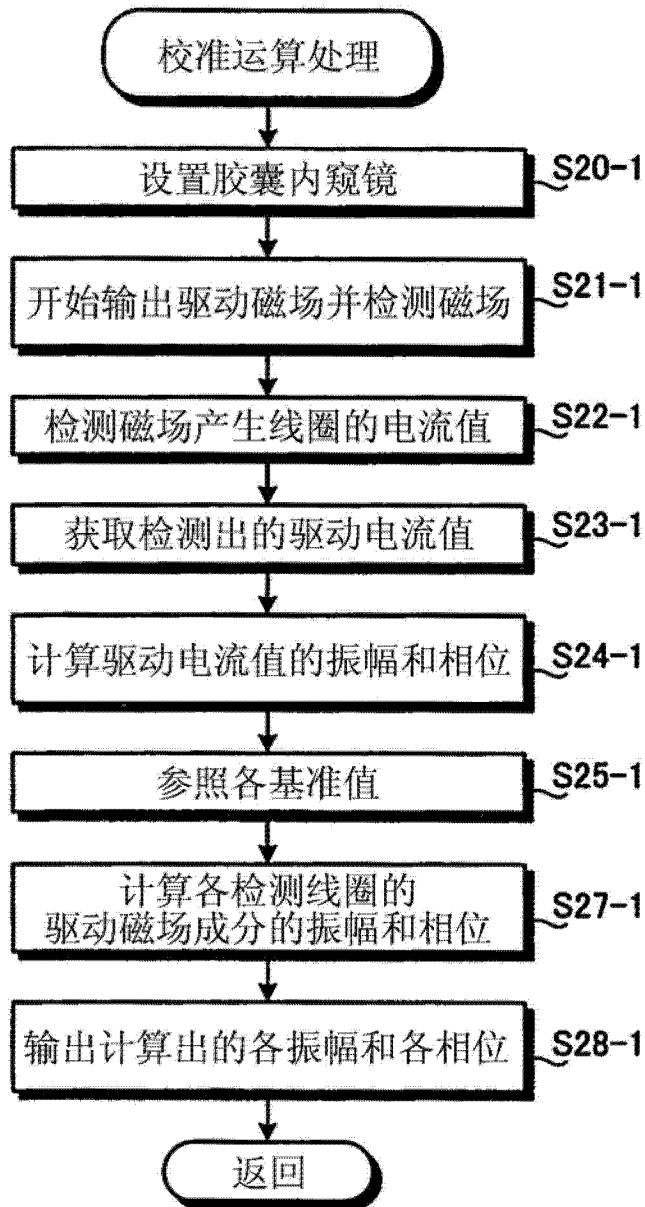 校准运算处理
设置胶囊内窥镜
S20-1
开始输出驱动磁场并检测磁场
S21-1
检测磁场产生线圈的电流值
S22-1
获取检测出的驱动电流值
S23-1
计算驱动电流值的振幅和相位
S24-1
参照各基准值
S25-1
计算各检测线圈的
驱动磁场成分的振幅和相位
S27-1
输出计算出的各振幅和各相位
S28-1
返回